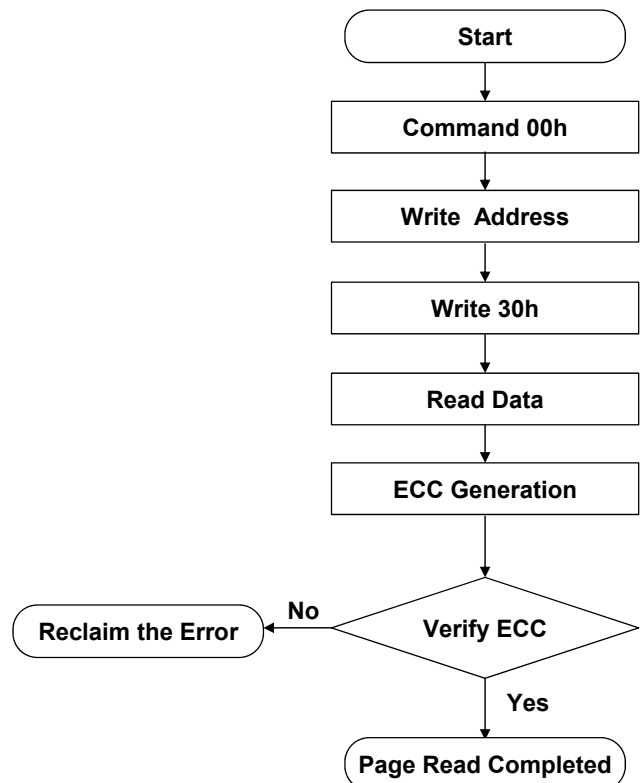 Start
Command 00h
Write Address
Write 30h
Read Data
ECC Generation
Verify ECC
No
Reclaim the Error
Yes
Page Read Completed